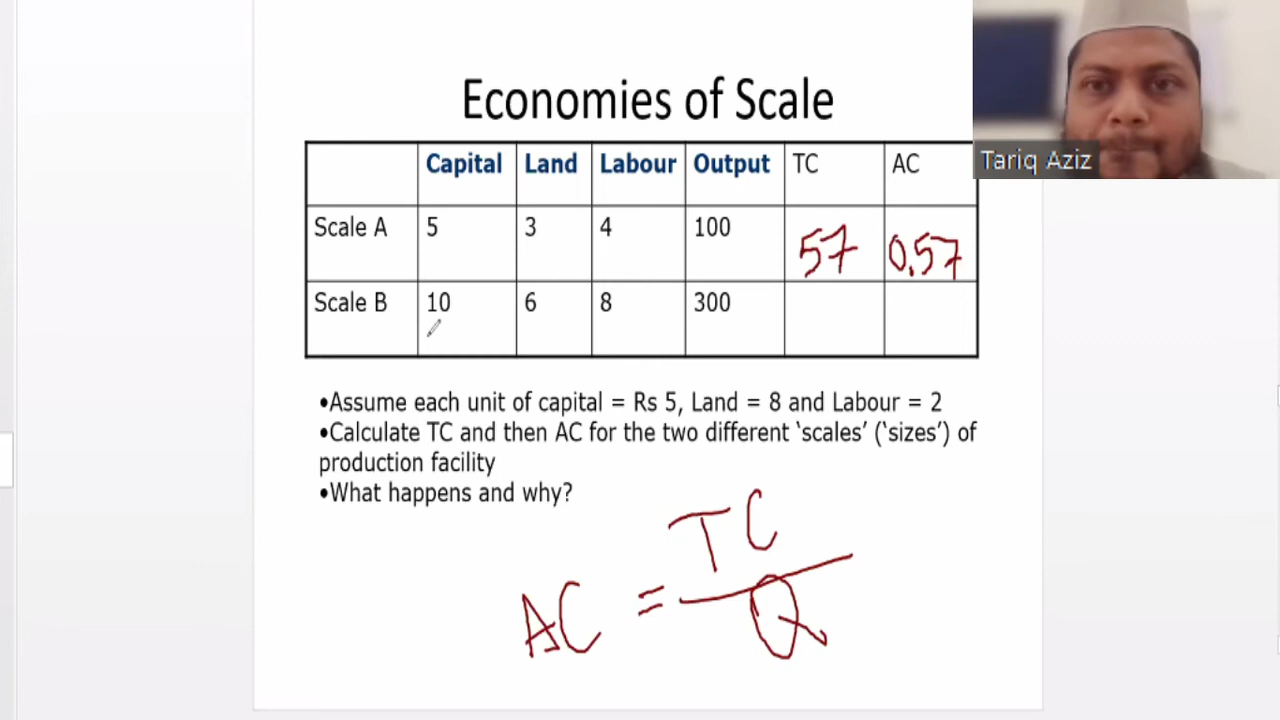 Economies of Scale
Tariq Aziz
Capital Land Labour Output TC AC
Scale A 5 3 4 100 57 0.57
Scale B 10 6 8 300
•Assume each unit of capital = Rs 5, Land = 8 and Labour = 2
•Calculate TC and then AC for the two different ‘scales’ (‘sizes’) of
production facility
•What happens and why?
TC
AC =
Q